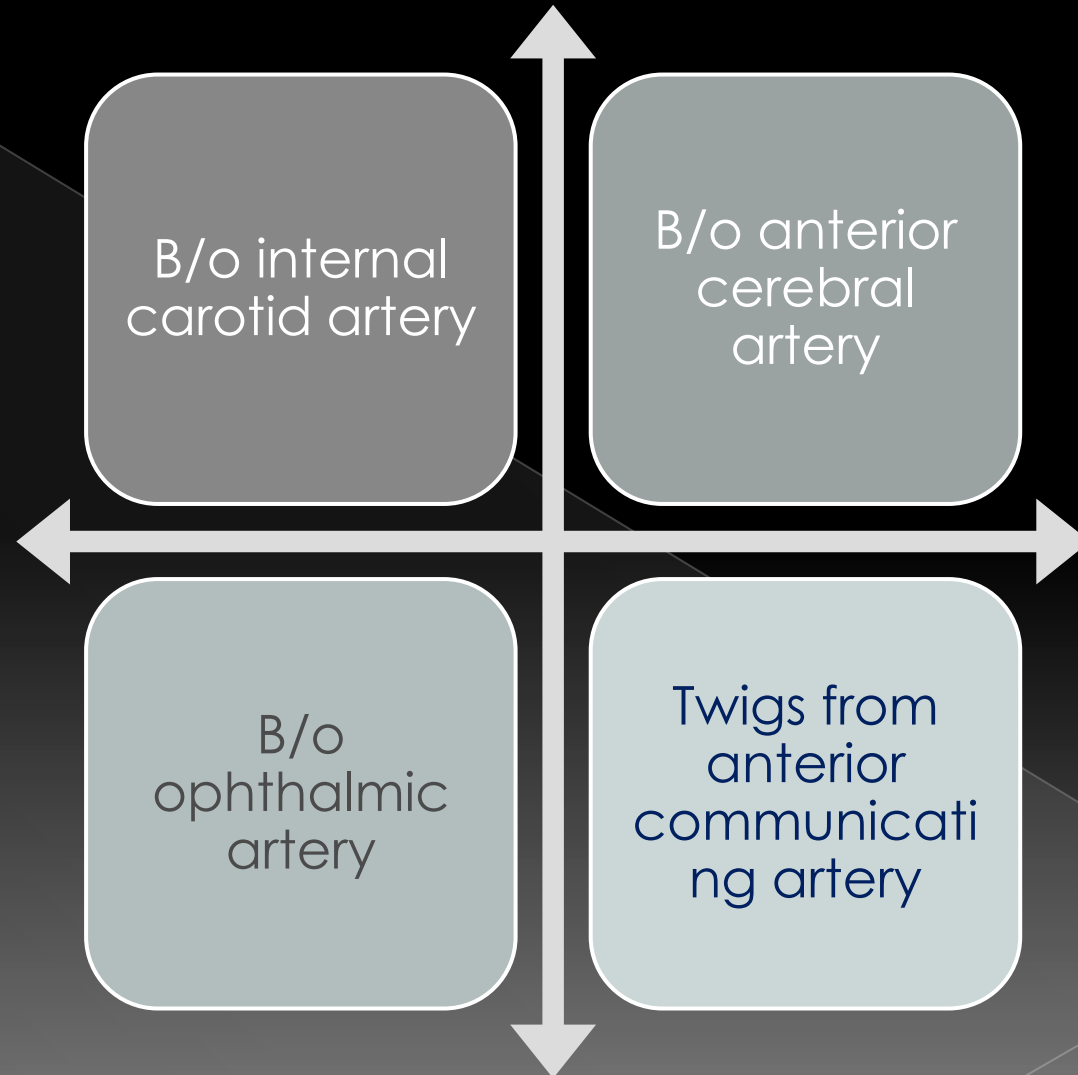 B/o internal
carotid artery
B/o anterior
cerebral
artery
B/o
ophthalmic
artery
Twigs from
anterior
communicati
ng artery